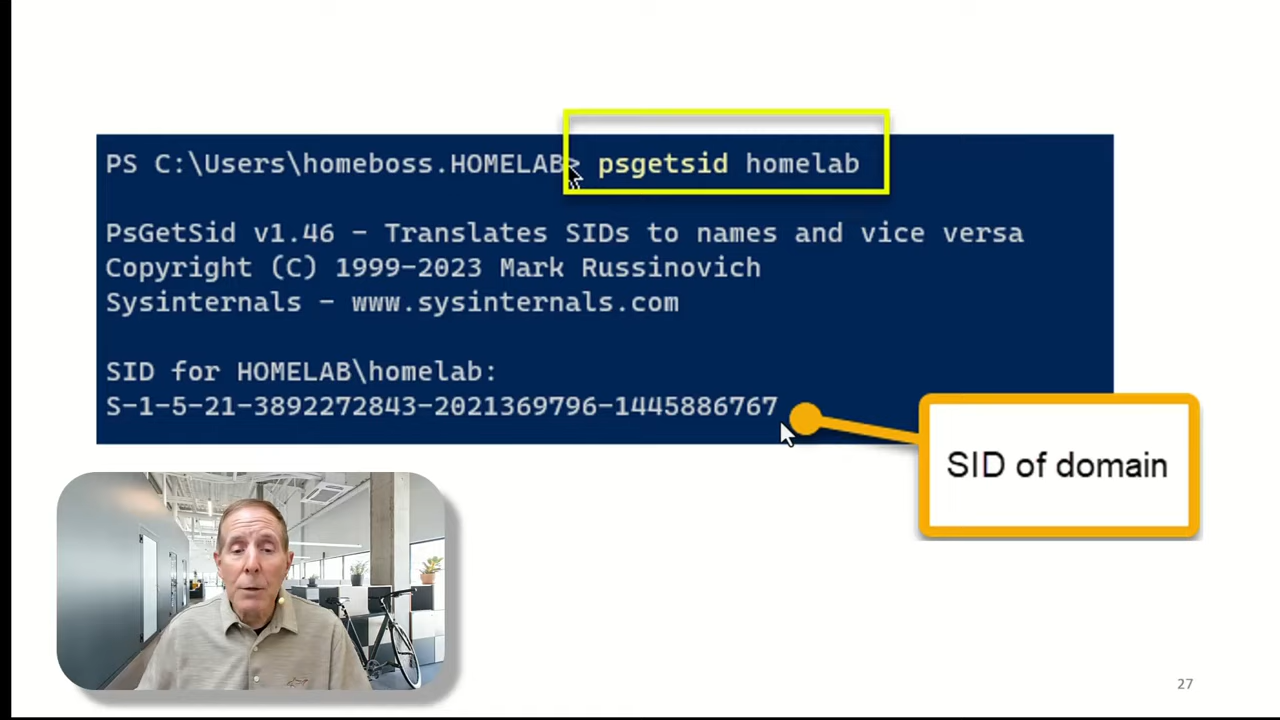 PS C:\Users\homeboss.HOMELAB> psgetsid homelab
PsGetSid v1.46 - Translates SIDs to names and vice versa
Copyright (C) 1999-2023 Mark Russinovich
Sysinternals - www.sysinternals.com
SID for HOMELAB\homelab:
S-1-5-21-3892272843-2021369796-1445886767
SID of domain
27